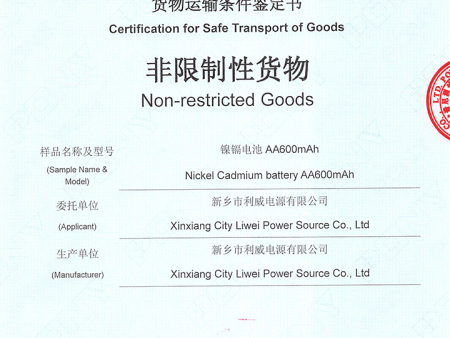 货物运输条件鉴定书
Certification for Safe Transport of Goods
非限制性货物
Non-restricted Goods
样品名称及型号
镍镉电池 AA600mAh
(Sample Name &
Model)
Nickel Cadmium battery AA600mAh
委托单位
新乡市利威电源有限公司
(Applicant)
Xinxiang City Liwei Power Source Co., Ltd
生产单位
新乡市利威电源有限公司
(Manufacturer)
Xinxiang City Liwei Power Source Co., Ltd